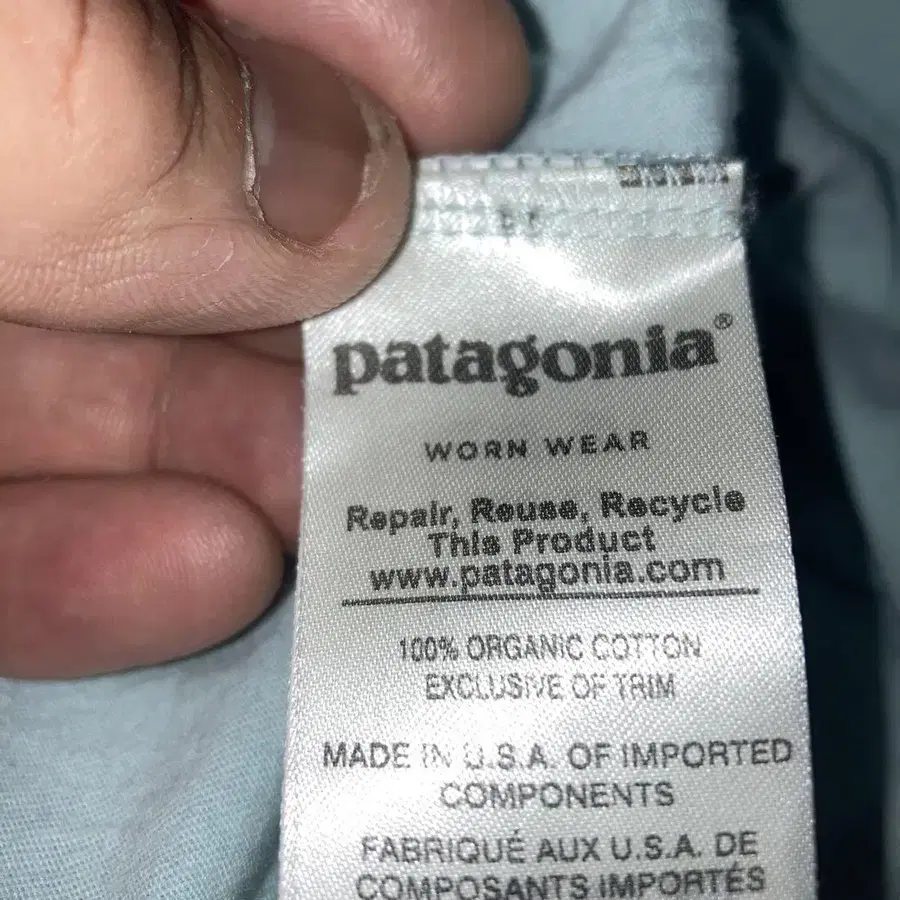 patagonia®
WORN WEAR
Repair, Reuse, Recycle
This Product
www.patagonia.com
100% ORGANIC COTTON
EXCLUSIVE OF TRIM
MADE IN U.S.A. OF IMPORTED
COMPONENTS
FABRIQUÉ AUX U.S.A. DE
COMPOSANTS IMPORTÉS